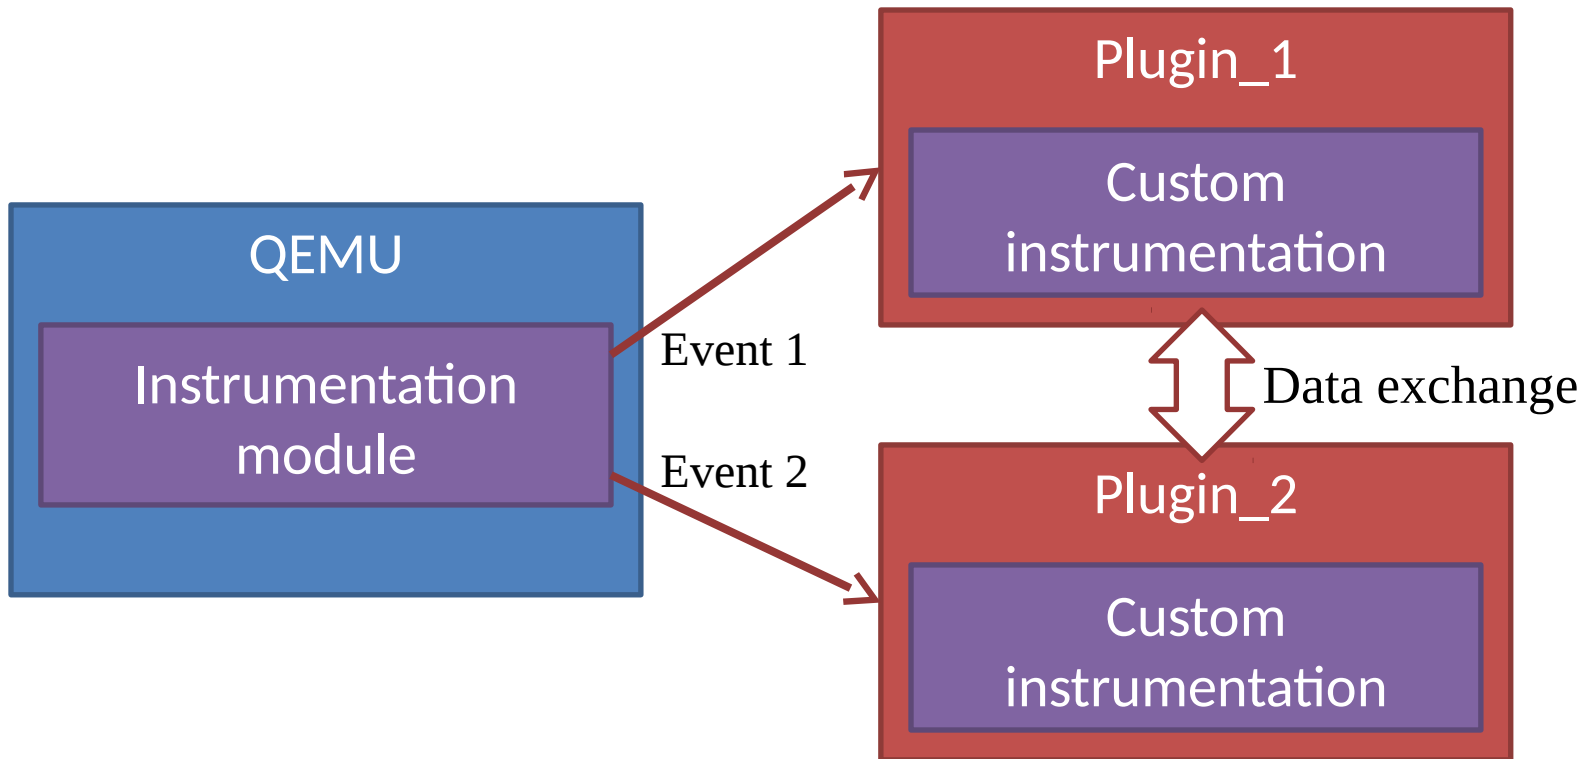 Plugin_1
Custom
instrumentation
QEMU
Instrumentation
module
Event 1
Event 2
Data exchange
Plugin_2
Custom
instrumentation